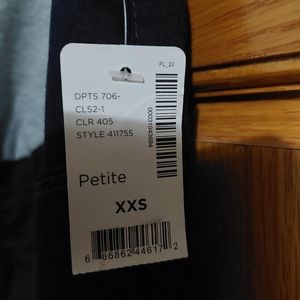 FL_22
DPTS 706-
CLS2-1
CLR 405
STYLE 411755
Petite
XXS
6 86862 44617 2